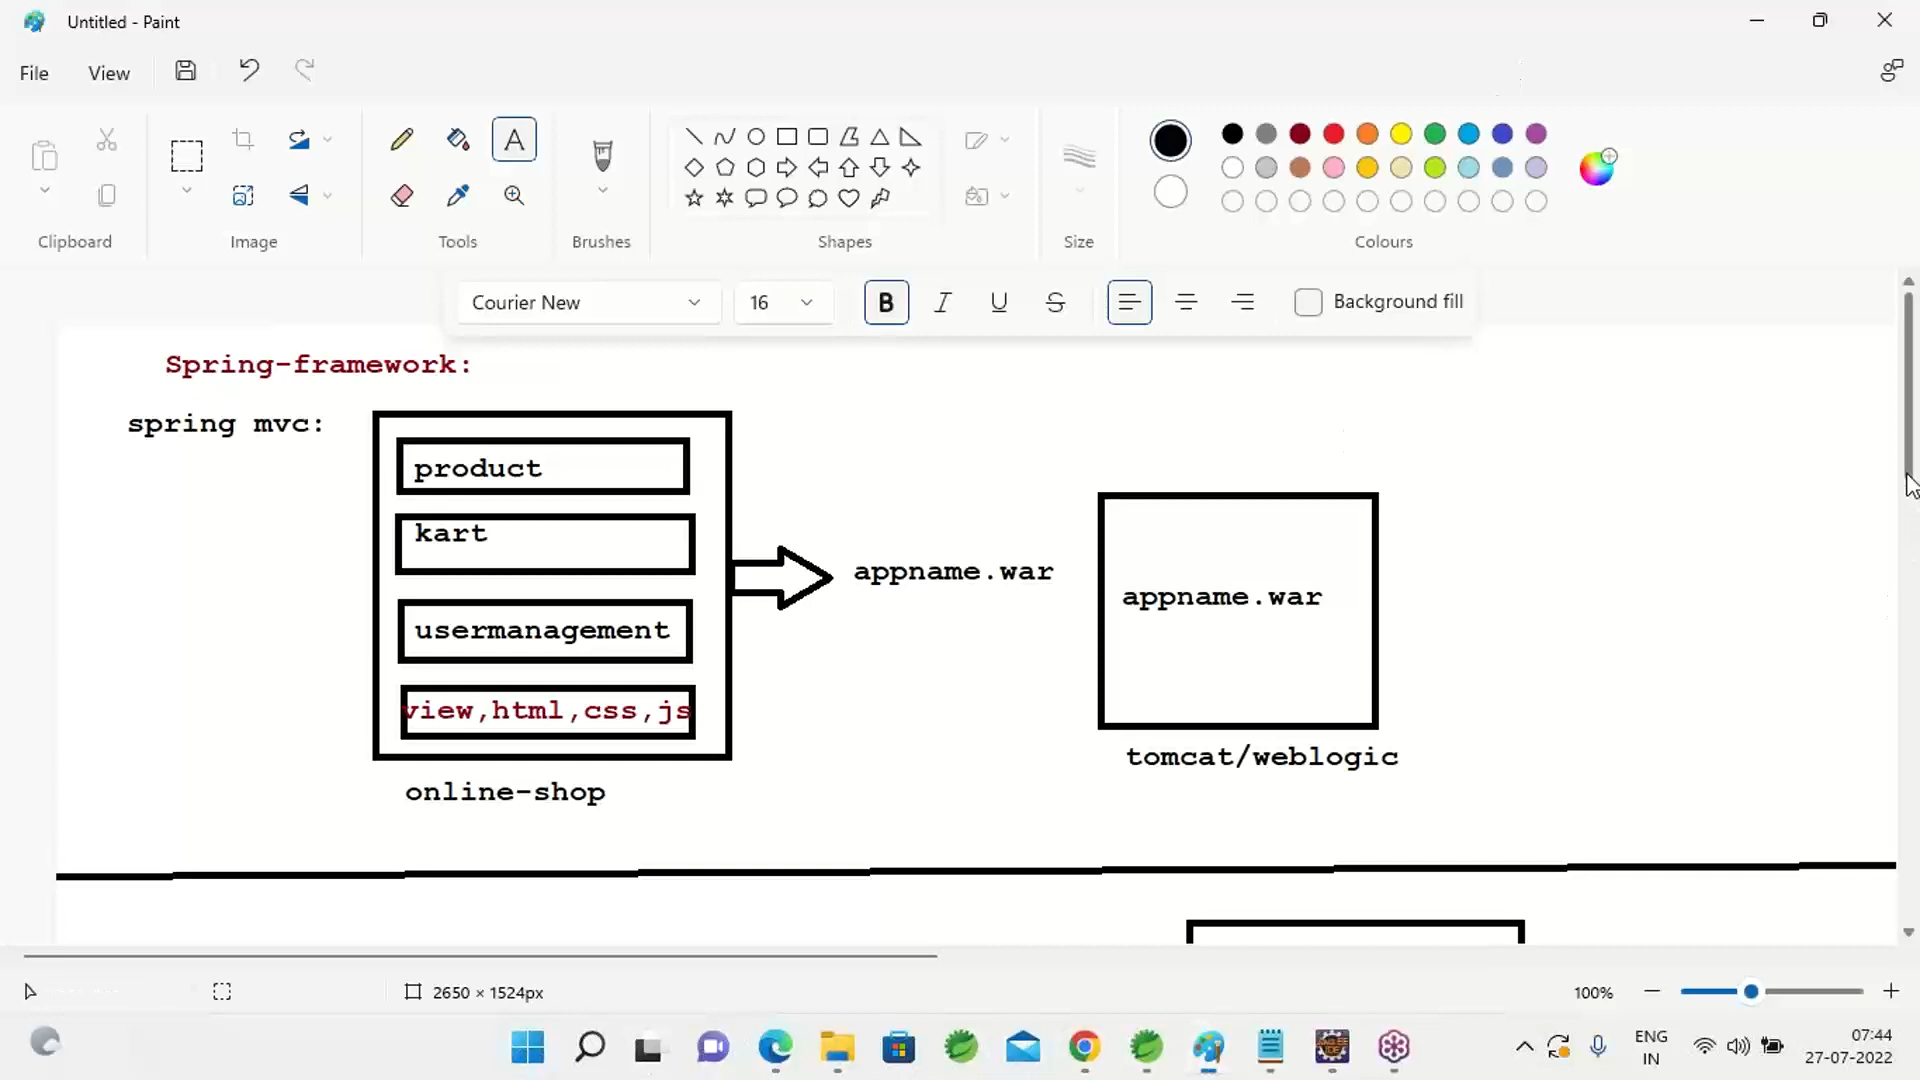 Untitled - Paint
File View
Clipboard Image Tools Brushes Shapes Size Colours
Courier New 16 B I U S Background fill
Spring-framework:
spring mvc:
product
kart
usermanagement
view,html,css,js
online-shop
appname.war
appname.war
tomcat/weblogic
2650 × 1524px
100%
ENG
IN
07:44
27-07-2022